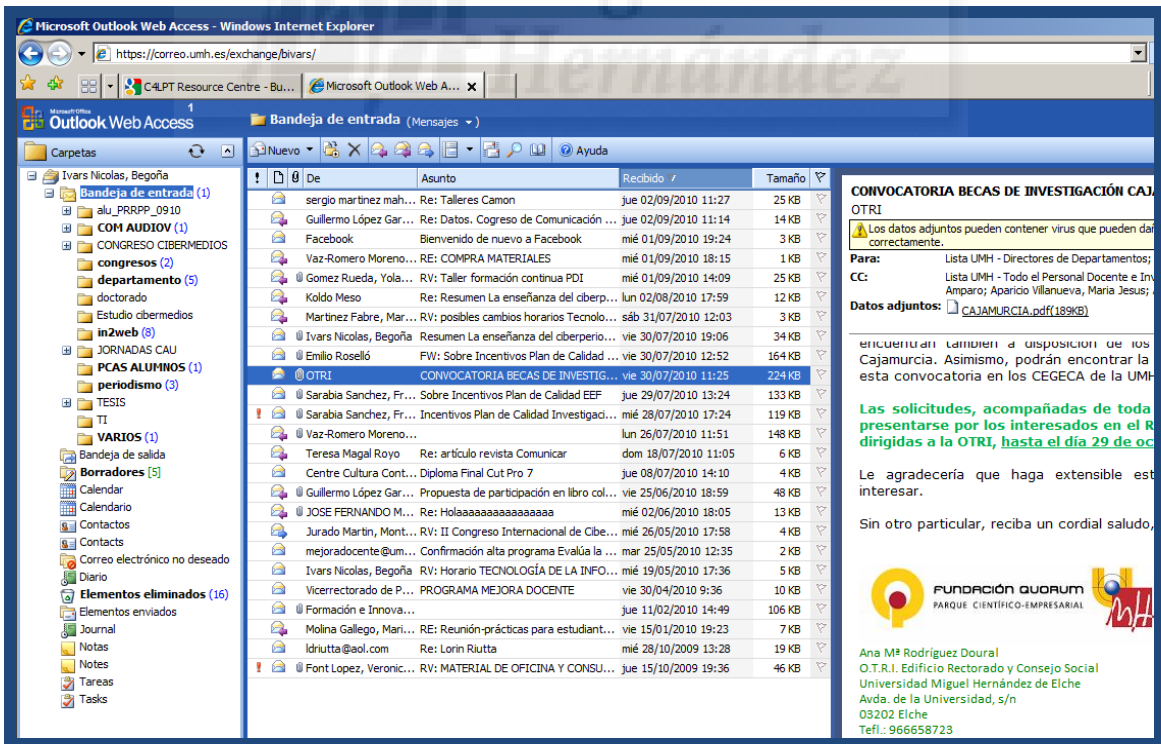 Microsoft Outlook Web Access - Windows Internet Explorer
https://correo.umh.es/exchange/bivars/
Hernández
C4LPT Resource Centre - Bu... Microsoft Outlook Web A... x
Microsoft Office
Outlook Web Access 1
Bandeja de entrada (Mensajes)
Carpetas
Nuevo Ayuda
Ivars Nicolas, Begoña
Bandeja de entrada (1)
alu_PRRPP_0910
COM AUDIOV (1)
CONGRESO CIBERMEDIOS
congresos (2)
departamento (5)
doctorado
Estudio cibermedios
in2web (8)
JORNADAS CAU
PCAS ALUMNOS (1)
periodismo (3)
TESIS
TI
VARIOS (1)
Bandeja de salida
Borradores [5]
Calendar
Calendario
Contactos
Contacts
Correo electrónico no deseado
Diario
Elementos eliminados (16)
Elementos enviados
Journal
Notas
Notes
Tareas
Tasks
! De Asunto Recibido Tamaño
sergio martinez mah... Re: Talleres Camon jue 02/09/2010 11:27 25 KB
Guillermo López Gar... Re: Datos. Cogreso de Comunicación ... jue 02/09/2010 11:14 14 KB
Facebook Bienvenido de nuevo a Facebook mié 01/09/2010 19:24 3 KB
Vaz-Romero Moreno... RE: COMPRA MATERIALES mié 01/09/2010 18:15 1 KB
Gomez Rueda, Yola... RV: Taller formación continua PDI mié 01/09/2010 14:09 25 KB
Koldo Meso Re: Resumen La enseñanza del ciberp... lun 02/08/2010 17:59 12 KB
Martinez Fabre, Mar... RV: posibles cambios horarios Tecnolo... sáb 31/07/2010 12:03 3 KB
Ivars Nicolas, Begoña Resumen La enseñanza del ciberperio... vie 30/07/2010 19:06 34 KB
Emilio Roselló FW: Sobre Incentivos Plan de Calidad ... vie 30/07/2010 12:52 164 KB
OTRI CONVOCATORIA BECAS DE INVESTIG... vie 30/07/2010 11:25 224 KB
Sarabia Sanchez, Fr... Sobre Incentivos Plan de Calidad EEF jue 29/07/2010 13:24 133 KB
! Sarabia Sanchez, Fr... Incentivos Plan de Calidad Investigaci... mié 28/07/2010 17:24 119 KB
Vaz-Romero Moreno... lun 26/07/2010 11:51 148 KB
Teresa Magal Royo Re: artículo revista Comunicar dom 18/07/2010 11:05 6 KB
Centre Cultura Cont... Diploma Final Cut Pro 7 jue 08/07/2010 14:10 4 KB
Guillermo López Gar... Propuesta de participación en libro col... vie 25/06/2010 18:59 48 KB
JOSE FERNANDO M... Re: Holaaaaaaaaaaaaaaaa mié 02/06/2010 18:05 13 KB
Jurado Martin, Mont... RV: II Congreso Internacional de Cibe... mié 26/05/2010 17:58 4 KB
mejoradocente@um... Confirmación alta programa Evalúa la ... mar 25/05/2010 12:35 2 KB
Ivars Nicolas, Begoña RV: Horario TECNOLOGÍA DE LA INFO... mié 19/05/2010 17:36 5 KB
Vicerrectorado de P... PROGRAMA MEJORA DOCENTE vie 30/04/2010 9:36 10 KB
Formación e Innova... jue 11/02/2010 14:49 106 KB
Molina Gallego, Mari... RE: Reunión-prácticas para estudiant... vie 15/01/2010 19:23 7 KB
ldriutta@aol.com Re: Lorin Riutta mié 28/10/2009 13:28 19 KB
! Font Lopez, Veronic... RV: MATERIAL DE OFICINA Y CONSU... jue 15/10/2009 19:36 46 KB
CONVOCATORIA BECAS DE INVESTIGACIÓN CAJ
OTRI
Los datos adjuntos pueden contener virus que pueden da
correctamente.
Para: Lista UMH - Directores de Departamentos;
CC: Lista UMH - Todo el Personal Docente e Inv
Amparo; Aparicio Villanueva, Maria Jesus;
Datos adjuntos: CAJAMURCIA.pdf(189KB)
encuentran también a disposición de los
Cajamurcia. Asimismo, podrán encontrar la
esta convocatoria en los CEGECA de la UMH
Las solicitudes, acompañadas de toda
presentarse por los interesados en el R
dirigidas a la OTRI, hasta el día 29 de oc
Le agradecería que haga extensible est
interesar.
Sin otro particular, reciba un cordial saludo,
FUNDACIÓN QUORUM
PARQUE CIENTÍFICO-EMPRESARIAL
Ana Mª Rodríguez Doural
O.T.R.I. Edificio Rectorado y Consejo Social
Universidad Miguel Hernández de Elche
Avda. de la Universidad, s/n
03202 Elche
Tefl.: 966658723